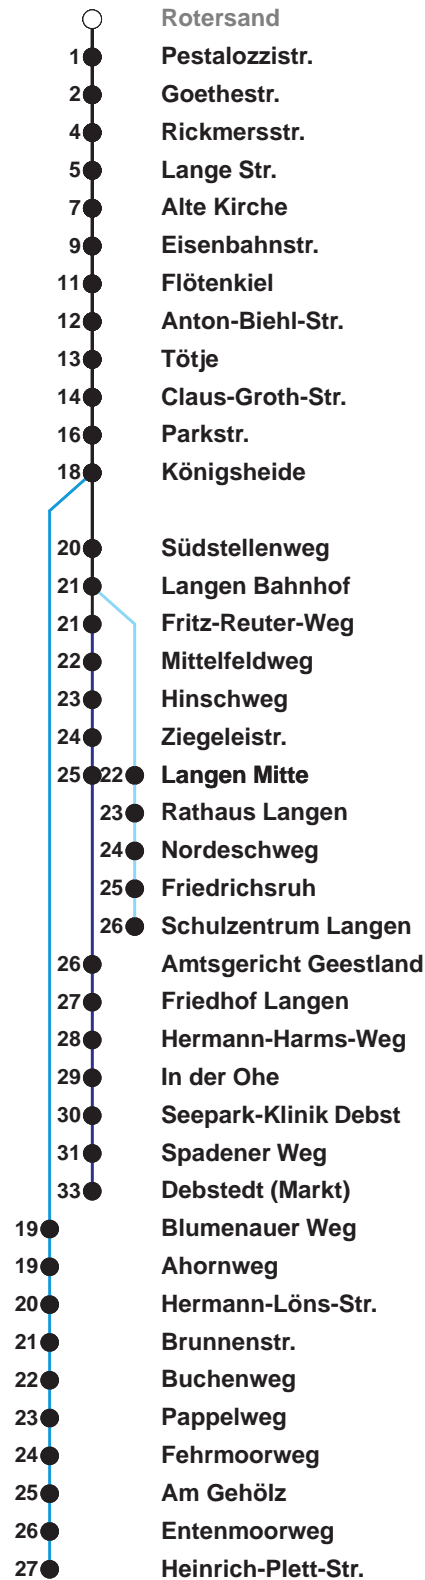 Rotersand
1 Pestalozzistr.
2 Goethestr.
4 Rickmersstr.
5 Lange Str.
7 Alte Kirche
9 Eisenbahnstr.
11 Flötenkiel
12 Anton-Biehl-Str.
13 Tötje
14 Claus-Groth-Str.
16 Parkstr.
18 Königsheide
20 Südstellenweg
21 Langen Bahnhof
21 Fritz-Reuter-Weg
22 Mittelfeldweg
23 Hinschweg
24 Ziegeleistr.
25 22 Langen Mitte
23 Rathaus Langen
24 Nordeschweg
25 Friedrichsruh
26 Schulzentrum Langen
26 Amtsgericht Geestland
27 Friedhof Langen
28 Hermann-Harms-Weg
29 In der Ohe
30 Seepark-Klinik Debst
31 Spadener Weg
33 Debstedt (Markt)
19 Blumenauer Weg
19 Ahornweg
20 Hermann-Löns-Str.
21 Brunnenstr.
22 Buchenweg
23 Pappelweg
24 Fehrmoorweg
25 Am Gehölz
26 Entenmoorweg
27 Heinrich-Plett-Str.